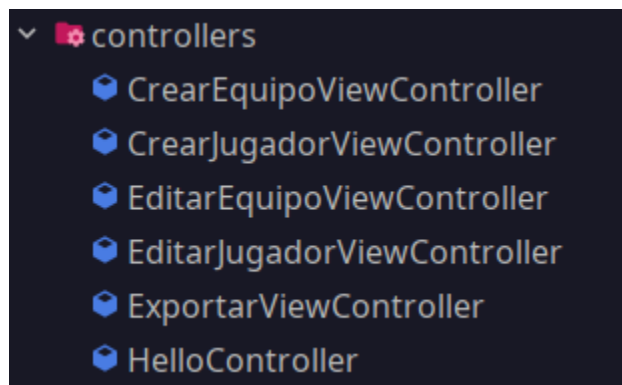 controllers
CrearEquipoViewController
CrearJugadorViewController
EditarEquipoViewController
EditarJugadorViewController
ExportarViewController
HelloController